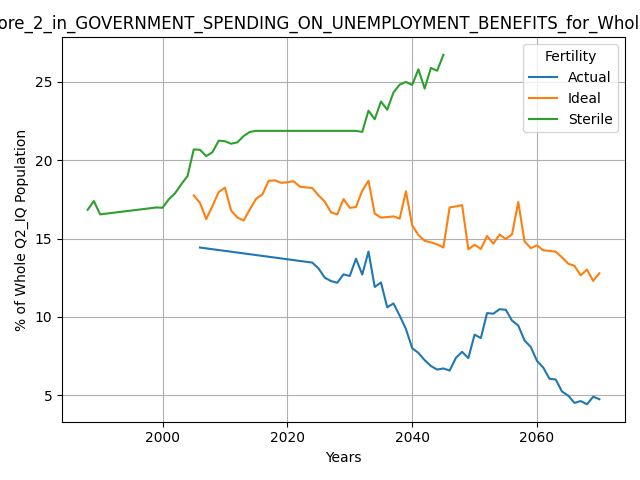 ore_2_in_GOVERNMENT_SPENDING_ON_UNEMPLOYMENT_BENEFITS_for_Whol
Fertility
Actual
Ideal
Sterile
% of Whole Q2_IQ Population
25
20
15
10
5
2000 2020 2040 2060
Years